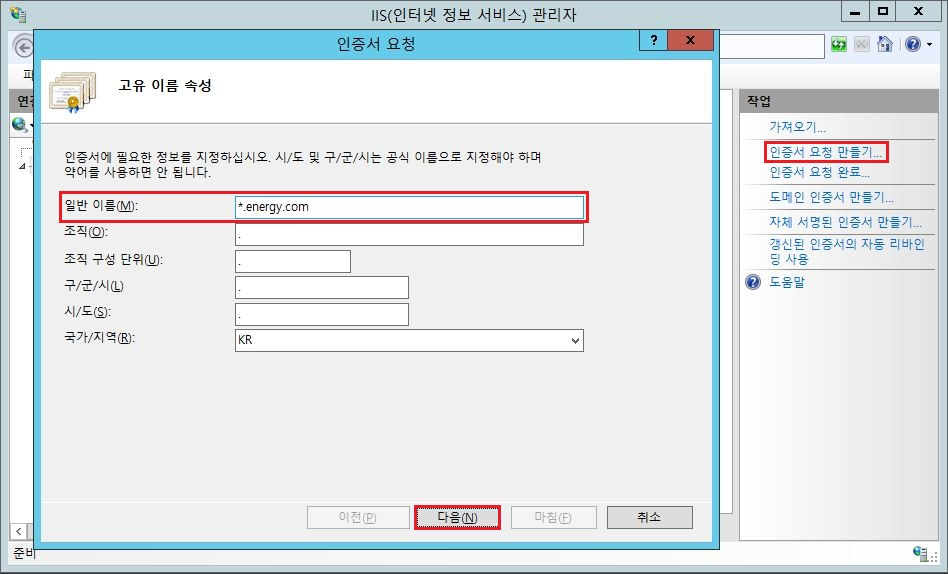 IIS(인터넷 정보 서비스) 관리자
인증서 요청
?
고유 이름 속성
인증서에 필요한 정보를 지정하십시오. 시/도 및 구/군/시는 공식 이름으로 지정해야 하며
약어를 사용하면 안 됩니다.
일반 이름(M):
*.energy.com
조직(O):
.
조직 구성 단위(U):
.
구/군/시(L)
.
시/도(S):
.
국가/지역(R):
KR
이전(P)
다음(N)
마침(F)
취소
작업
가져오기...
인증서 요청 만들기...
인증서 요청 완료...
도메인 인증서 만들기...
자체 서명된 인증서 만들기...
갱신된 인증서의 자동 리바인
딩 사용
도움말
준비